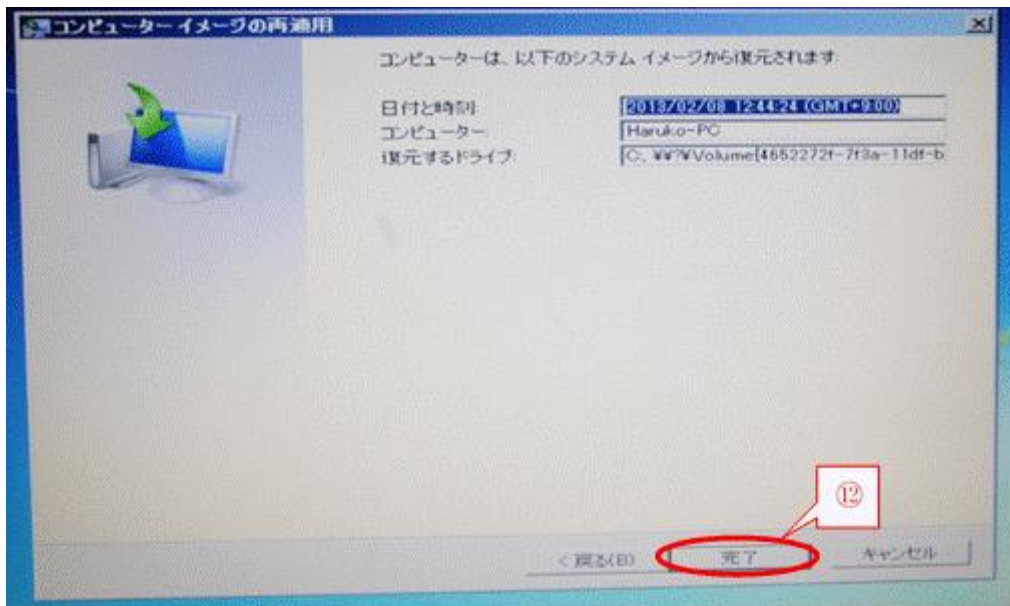 コンピューター イメージの再適用
コンピューターは、以下のシステム イメージから復元されます:
日付と時刻: 2013/02/08 12:44:24 (GMT+9:00)
コンピューター: Haruko-PC
復元するドライブ: C:, ¥¥?¥Volume{4652272f-7f3a-11df-b
⑫
< 戻る(B) 完了 キャンセル